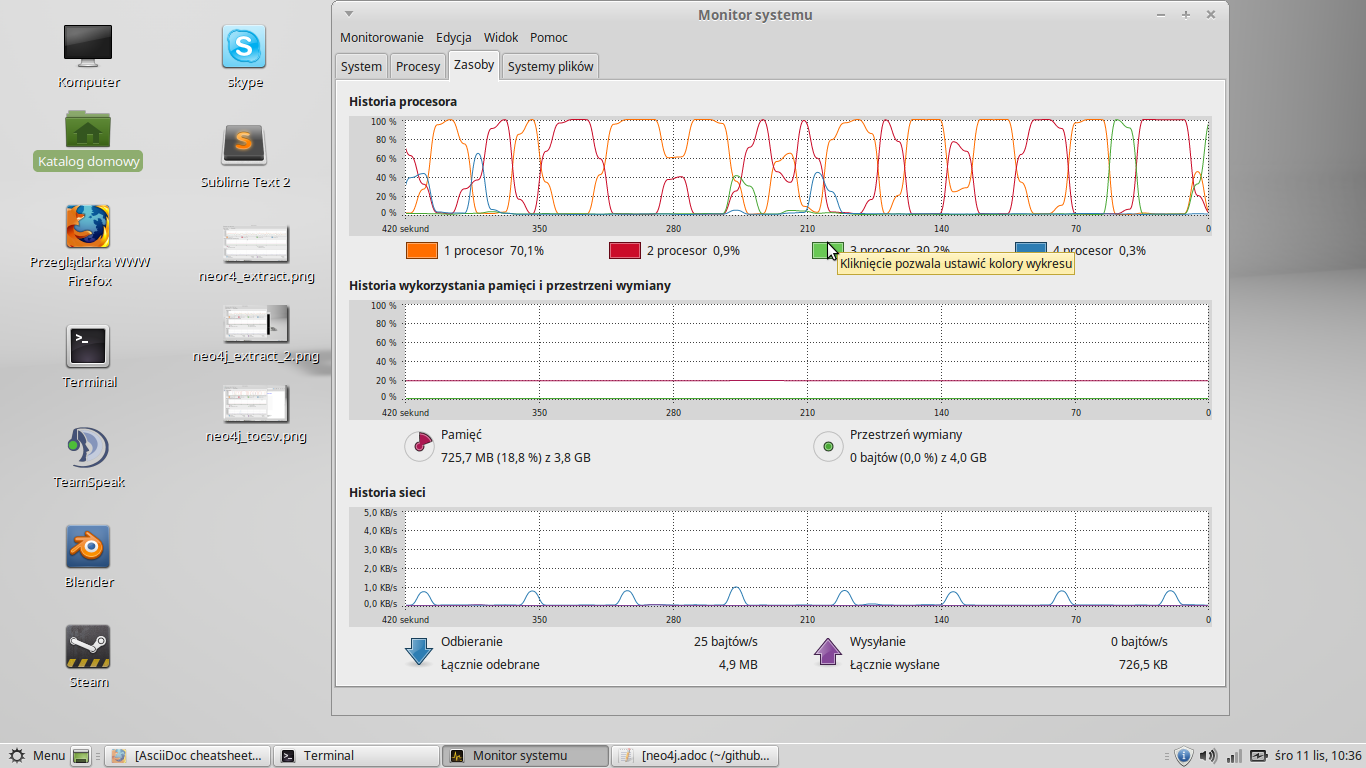 Komputer
Katalog domowy
Przeglądarka WWW
Firefox
Terminal
TeamSpeak
Blender
Steam
skype
Sublime Text 2
neor4_extract.png
neo4j_extract_2.png
neo4j_tocsv.png
Monitor systemu
Monitorowanie Edycja Widok Pomoc
System Procesy Zasoby Systemy plików
Historia procesora
100 %
80 %
60 %
40 %
20 %
0 %
420 sekund 350 280 210 140 70 0
1 procesor 70,1% 2 procesor 0,9% 3 procesor 30,2% 4 procesor 0,3%
Kliknięcie pozwala ustawić kolory wykresu
Historia wykorzystania pamięci i przestrzeni wymiany
100 %
80 %
60 %
40 %
20 %
0 %
420 sekund 350 280 210 140 70 0
Pamięć Przestrzeń wymiany
725,7 MB (18,8 %) z 3,8 GB 0 bajtów (0,0 %) z 4,0 GB
Historia sieci
5,0 KB/s
4,0 KB/s
3,0 KB/s
2,0 KB/s
1,0 KB/s
0,0 KB/s
420 sekund 350 280 210 140 70 0
Odbieranie 25 bajtów/s Wysyłanie 0 bajtów/s
Łącznie odebrane 4,9 MB Łącznie wysłane 726,5 KB
Menu [AsciiDoc cheatsheet... Terminal Monitor systemu [neo4j.adoc (~/github... śro 11 lis, 10:36